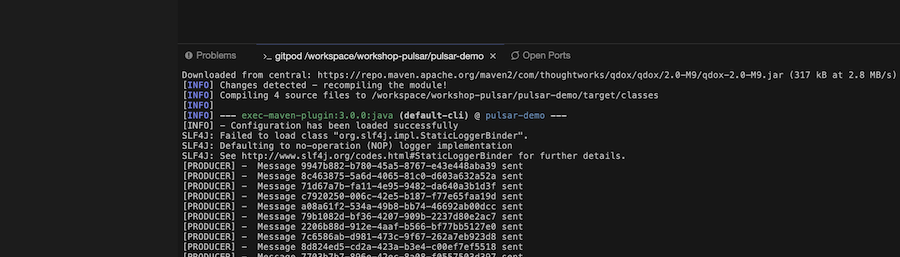 Problems
>_ gitpod /workspace/workshop-pulsar/pulsar-demo ×
Open Ports
Downloaded from central: https://repo.maven.apache.org/maven2/com/thoughtworks/qdox/qdox/2.0-M9/qdox-2.0-M9.jar (317 kB at 2.8 MB/s)
[INFO] Changes detected - recompiling the module!
[INFO] Compiling 4 source files to /workspace/workshop-pulsar/pulsar-demo/target/classes
[INFO]
[INFO] --- exec-maven-plugin:3.0.0:java (default-cli) @ pulsar-demo ---
[INFO] - Configuration has been loaded successfully
SLF4J: Failed to load class "org.slf4j.impl.StaticLoggerBinder".
SLF4J: Defaulting to no-operation (NOP) logger implementation
SLF4J: See http://www.slf4j.org/codes.html#StaticLoggerBinder for further details.
[PRODUCER] -  Message 9947b882-b780-45a5-8767-e43e448aba39 sent
[PRODUCER] -  Message 8c463875-5a6d-4065-81c0-d603a632a52a sent
[PRODUCER] -  Message 71d67a7b-fa11-4e95-9482-da640a3b1d3f sent
[PRODUCER] -  Message c7920250-006c-42e5-b187-f77e65faa19d sent
[PRODUCER] -  Message a08a61f2-534a-49b8-bb74-46692ab00dcc sent
[PRODUCER] -  Message 79b1082d-bf36-4207-909b-2237d80e2ac7 sent
[PRODUCER] -  Message 2206b88d-912e-4aaf-b566-bf77bb5127e0 sent
[PRODUCER] -  Message 7c6586ab-d981-473c-9f67-262a7eb923d8 sent
[PRODUCER] -  Message 8d824ed5-cd2a-423a-b3e4-c00ef7ef5518 sent
[PRODUCER] -  Message sent